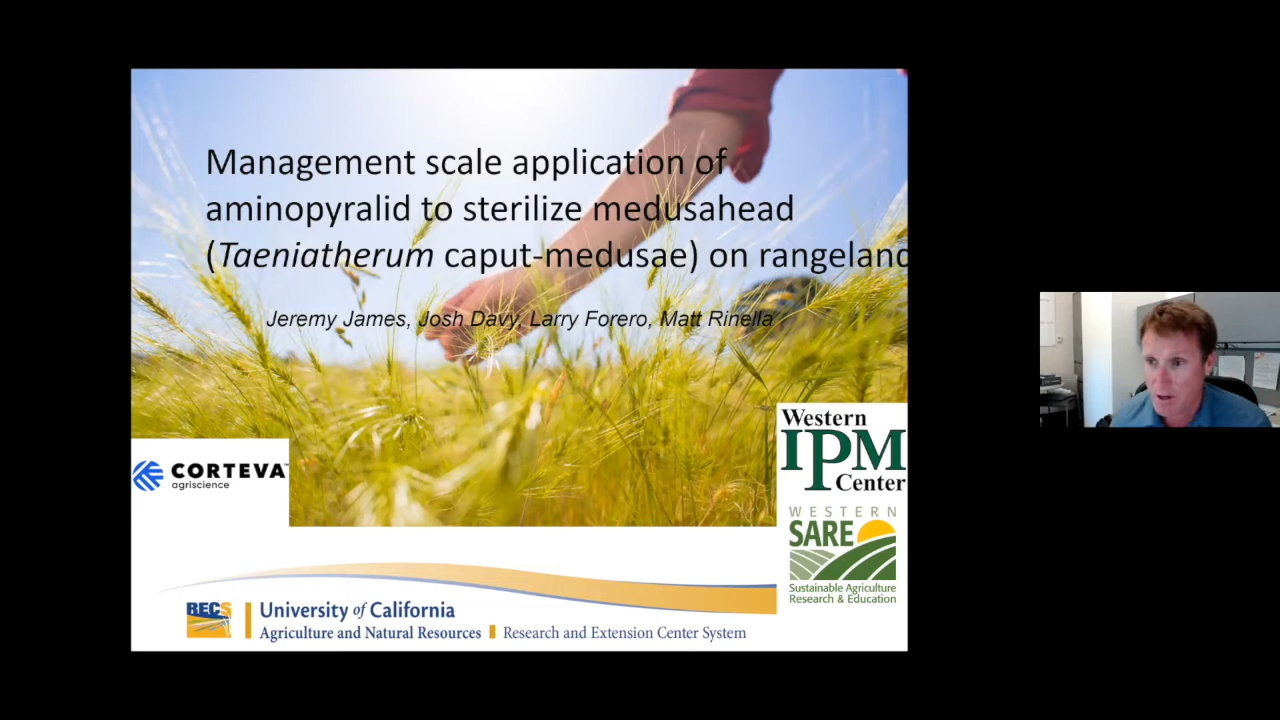 Management scale application of
aminopyralid to sterilize medusahead
(Taeniatherum caput-medusae) on rangeland
Jeremy James, Josh Davy, Larry Forero, Matt Rinella
Western
IPM
Center
CORTEVA™
agriscience
WESTERN
SARE
Sustainable Agriculture
Research & Education
RECS
University of California
Agriculture and Natural Resources Research and Extension Center System